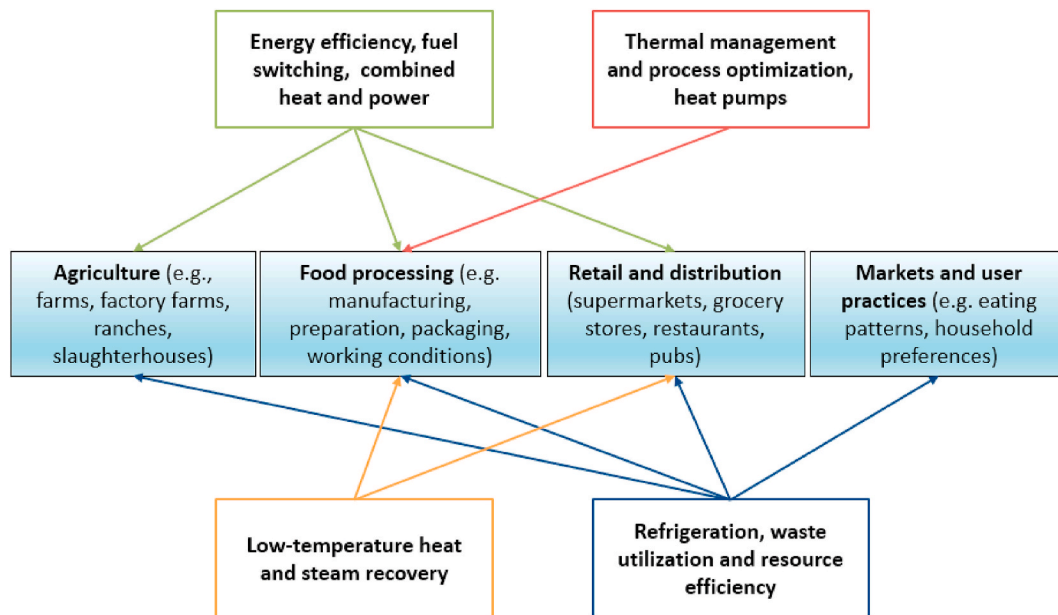 Energy efficiency, fuel
switching, combined
heat and power
Thermal management
and process optimization,
heat pumps
Agriculture (e.g.,
farms, factory farms,
ranches,
slaughterhouses)
Food processing (e.g.
manufacturing,
preparation, packaging,
working conditions)
Retail and distribution
(supermarkets, grocery
stores, restaurants,
pubs)
Markets and user
practices (e.g. eating
patterns, household
preferences)
Low-temperature heat
and steam recovery
Refrigeration, waste
utilization and resource
efficiency